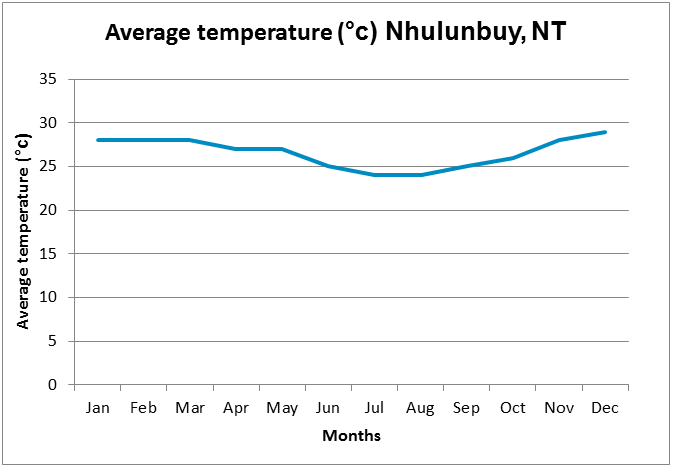 Average temperature (°c) Nhulunbuy, NT
35
30
25
20
15
10
5
0
Average temperature (°c)
Jan Feb Mar Apr May Jun Jul Aug Sep Oct Nov Dec
Months